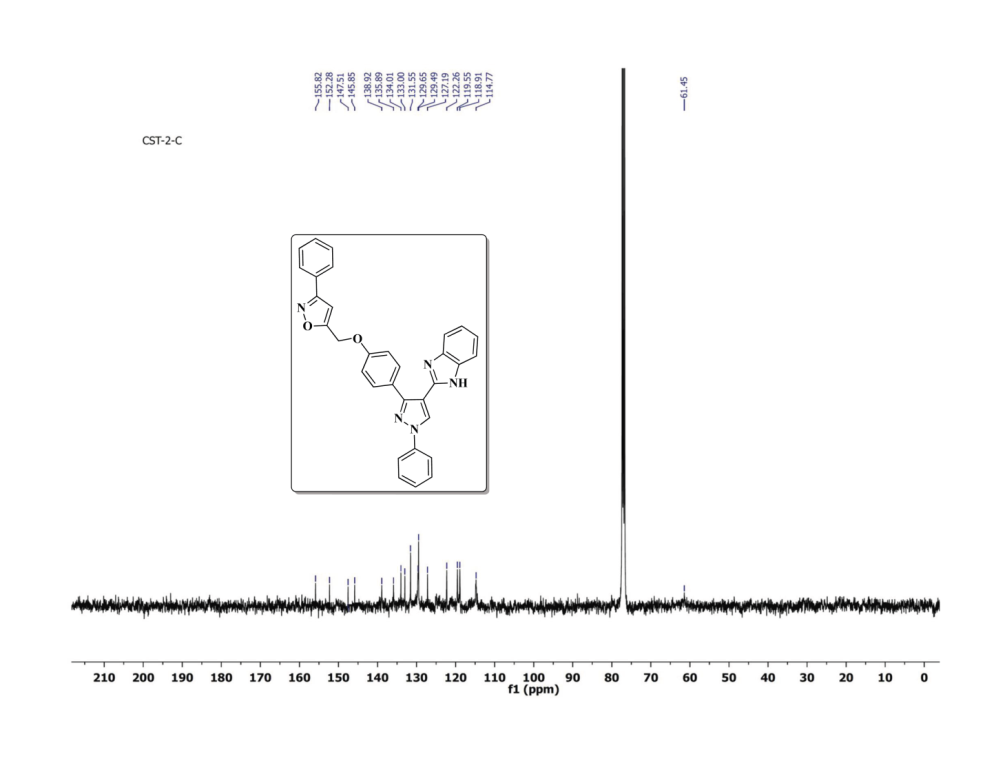 155.82
152.28
147.51
145.85
138.92
135.89
134.01
133.00
131.55
129.65
129.49
127.19
122.26
119.55
118.91
114.77
61.45
CST-2-C
N
O
O
N
NH
N
N
210 200 190 180 170 160 150 140 130 120 110 100 90 80 70 60 50 40 30 20 10 0
f1 (ppm)